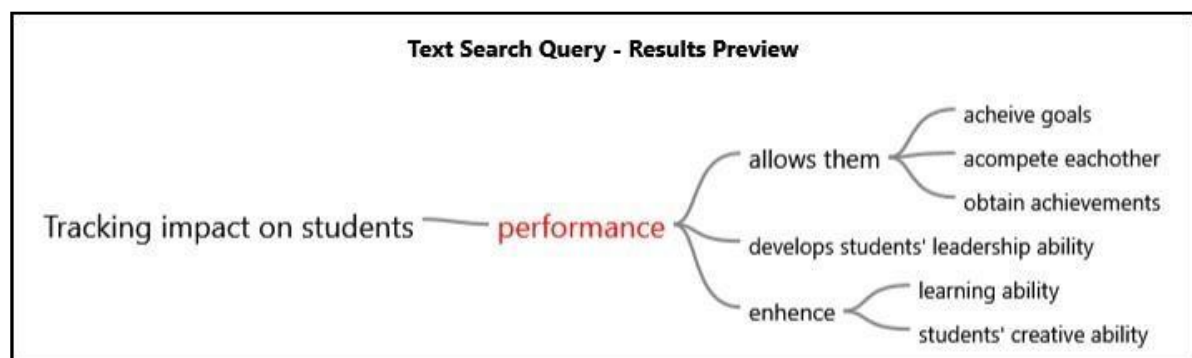 Text Search Query - Results Preview
Tracking impact on students
performance
allows them
acheive goals
acompete eachother
obtain achievements
develops students' leadership ability
enhence
learning ability
students' creative ability